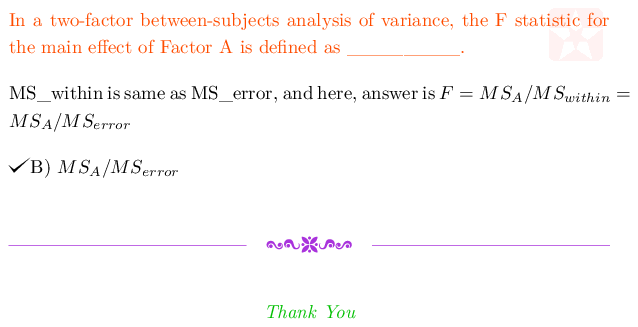 In a two-factor between-subjects analysis of variance, the F statistic for
the main effect of Factor A is defined as __________.
MS_within is same as MS_error, and here, answer is F = MS_A/MS_{within} =
MS_A/MS_{error}
✓B) MS_A/MS_{error}
Thank You